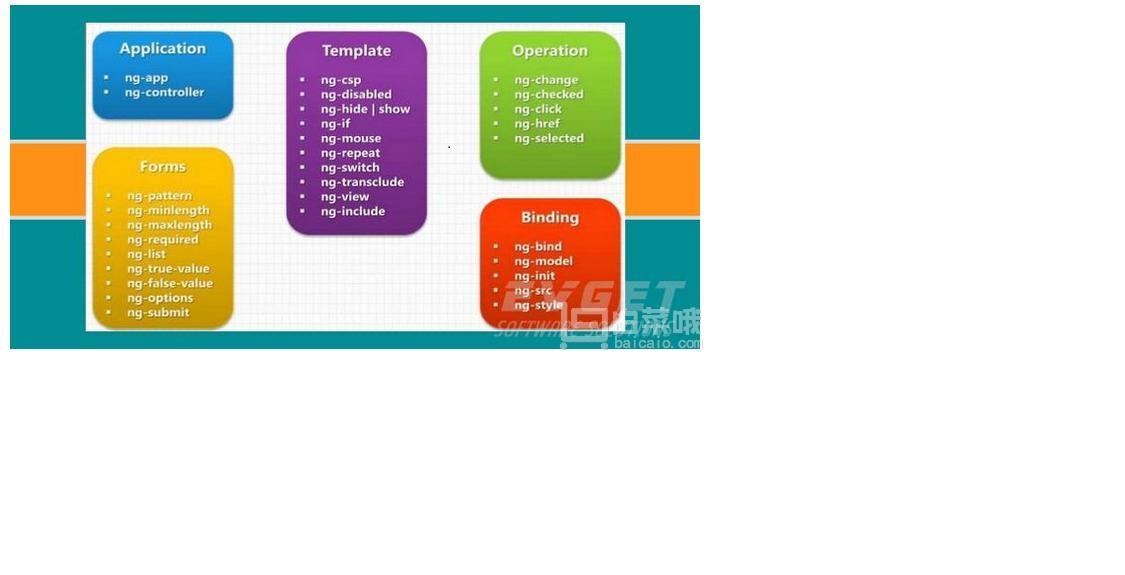 Application
ng-app
ng-controller
Forms
ng-pattern
ng-minlength
ng-maxlength
ng-required
ng-list
ng-true-value
ng-false-value
ng-options
ng-submit
Template
ng-csp
ng-disabled
ng-hide | show
ng-if
ng-mouse
ng-repeat
ng-switch
ng-transclude
ng-view
ng-include
Operation
ng-change
ng-checked
ng-click
ng-href
ng-selected
Binding
ng-bind
ng-model
ng-init
ng-src
ng-style
EVGET
SOFTWARE SOLUTIONS
白菜哦
baicaio.com